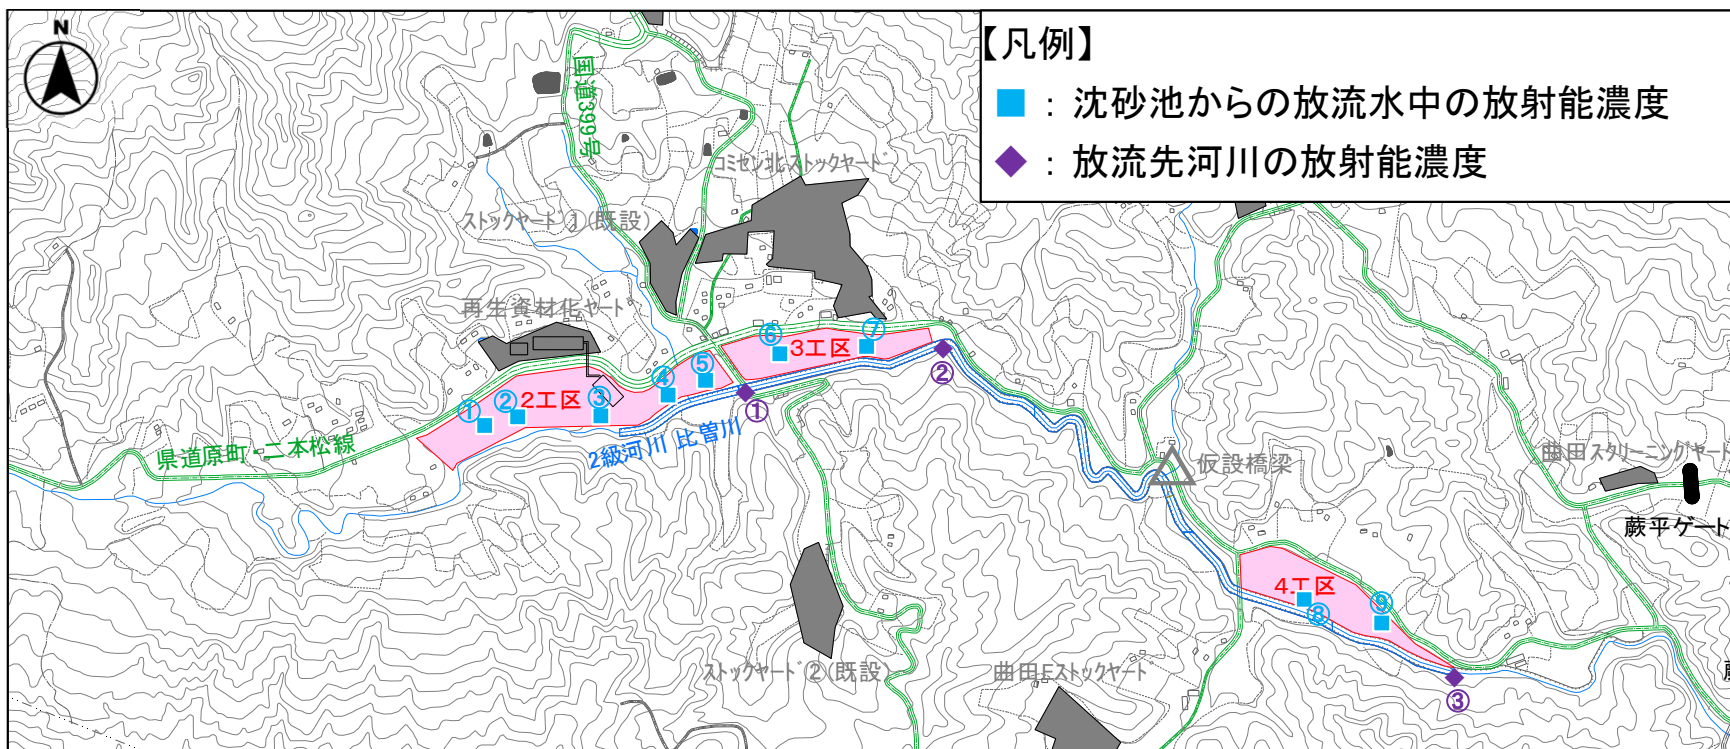 N
【凡例】
■ : 沈砂池からの放流水中の放射能濃度
◆ : 放流先河川の放射能濃度
国道399号
コミセン北ストックヤード
ストックヤード①(既設)
再生資材化ヤード
⑥
⑦
3工区
⑤
④
②
①
②
2工区
③
①
県道原町・二本松線
2級河川 比曽川
仮設橋梁
曲田スクリーニングヤード
蕨平ゲート
4工区
⑧
⑨
ストックヤード②(既設)
曲田Eストックヤード
③